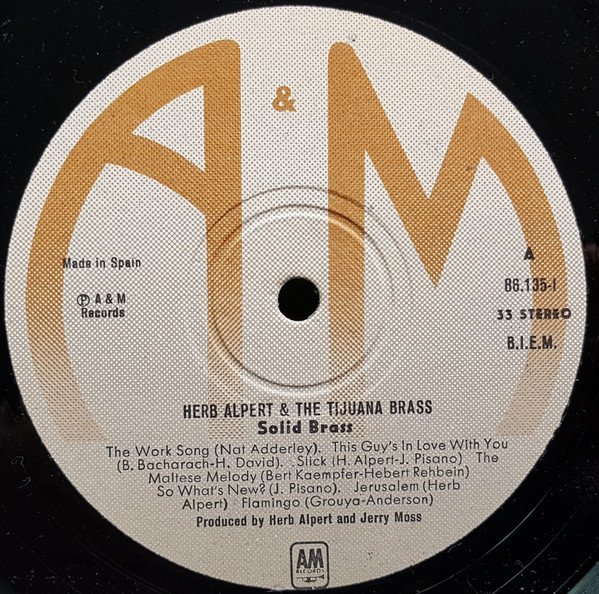 A & M
Made in Spain
℗ A & M
Records
A
86.135-I
33 STEREO
B.I.E.M.
HERB ALPERT & THE TIJUANA BRASS
Solid Brass
The Work Song (Nat Adderley). This Guy's In Love With You
(B. Bacharach-H. David). Slick (H. Alpert-J. Pisano) The
Maltese Melody (Bert Kaempfer-Hebert Rehbein)
So What's New? (J. Pisano). Jerusalem (Herb
Alpert) Flamingo (Grouya-Anderson)
Produced by Herb Alpert and Jerry Moss
AM
RECORDS